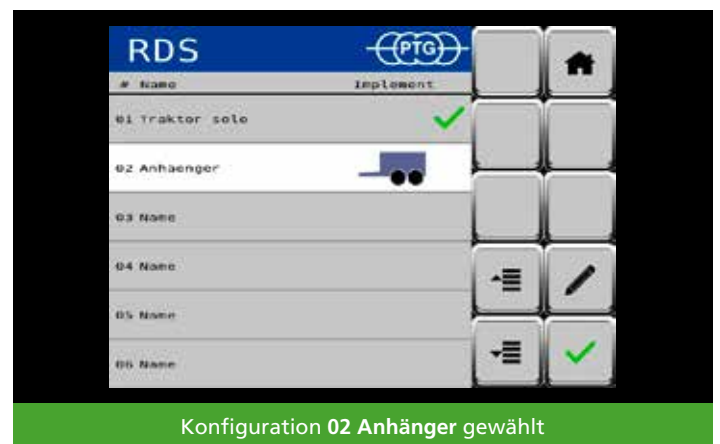 RDS PTG
# Name Implement
01 Traktor solo
02 Anhaenger
03 Name
04 Name
05 Name
06 Name
Konfiguration 02 Anhänger gewählt